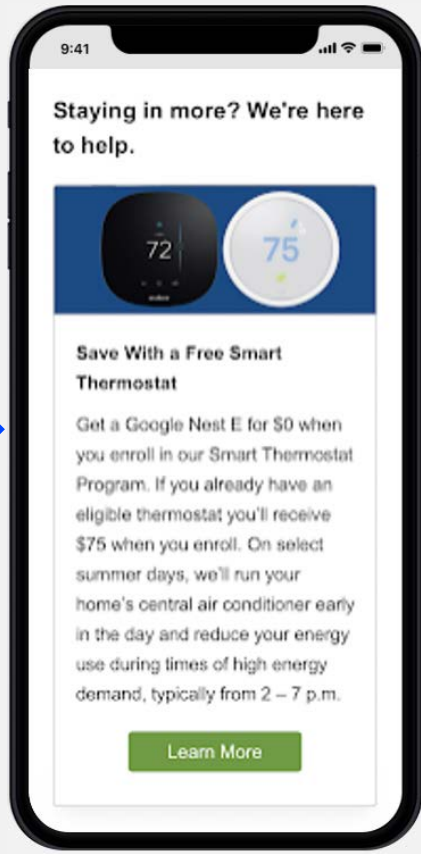 9:41
Staying in more? We're here
to help.
72
75
Save With a Free Smart
Thermostat
Get a Google Nest E for $0 when
you enroll in our Smart Thermostat
Program. If you already have an
eligible thermostat you'll receive
$75 when you enroll. On select
summer days, we'll run your
home's central air conditioner early
in the day and reduce your energy
use during times of high energy
demand, typically from 2 – 7 p.m.
Learn More